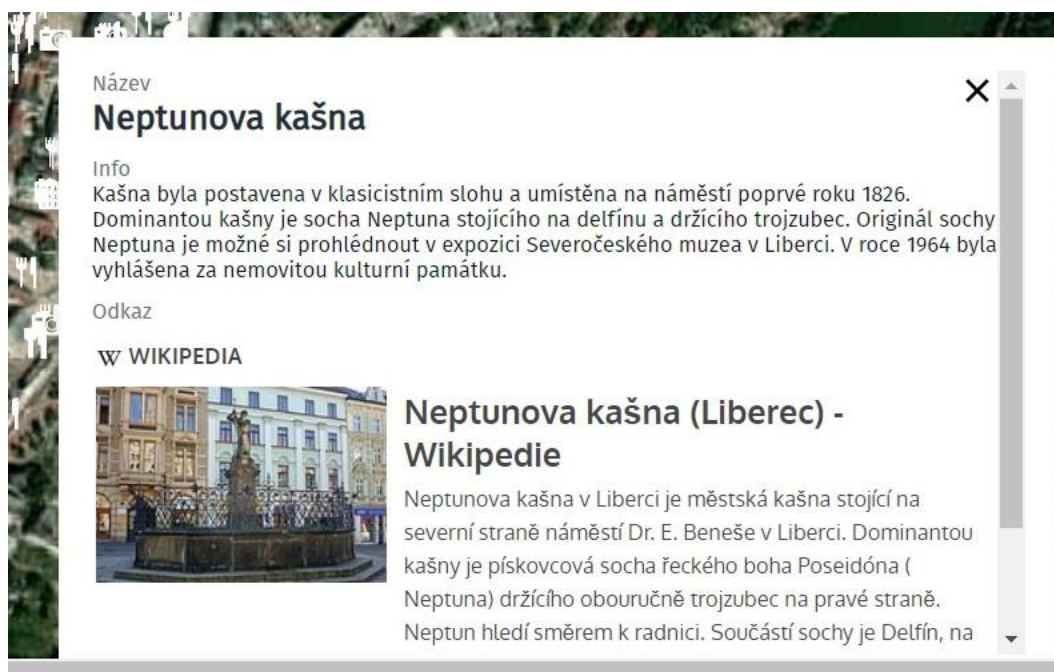 Název
Neptunova kašna
Info
Kašna byla postavena v klasicistním slohu a umístěna na náměstí poprvé roku 1826.
Dominantou kašny je socha Neptuna stojícího na delfínu a držícího trojzubec. Originál sochy
Neptuna je možné si prohlédnout v expozici Severočeského muzea v Liberci. V roce 1964 byla
vyhlášena za nemovitou kulturní památku.
Odkaz
W WIKIPEDIA
Neptunova kašna (Liberec) -
Wikipedie
Neptunova kašna v Liberci je městská kašna stojící na
severní straně náměstí Dr. E. Beneše v Liberci. Dominantou
kašny je pískovcová socha řeckého boha Poseidóna (
Neptuna) držícího obouručně trojzubec na pravé straně.
Neptun hledí směrem k radnici. Součástí sochy je Delfín, na